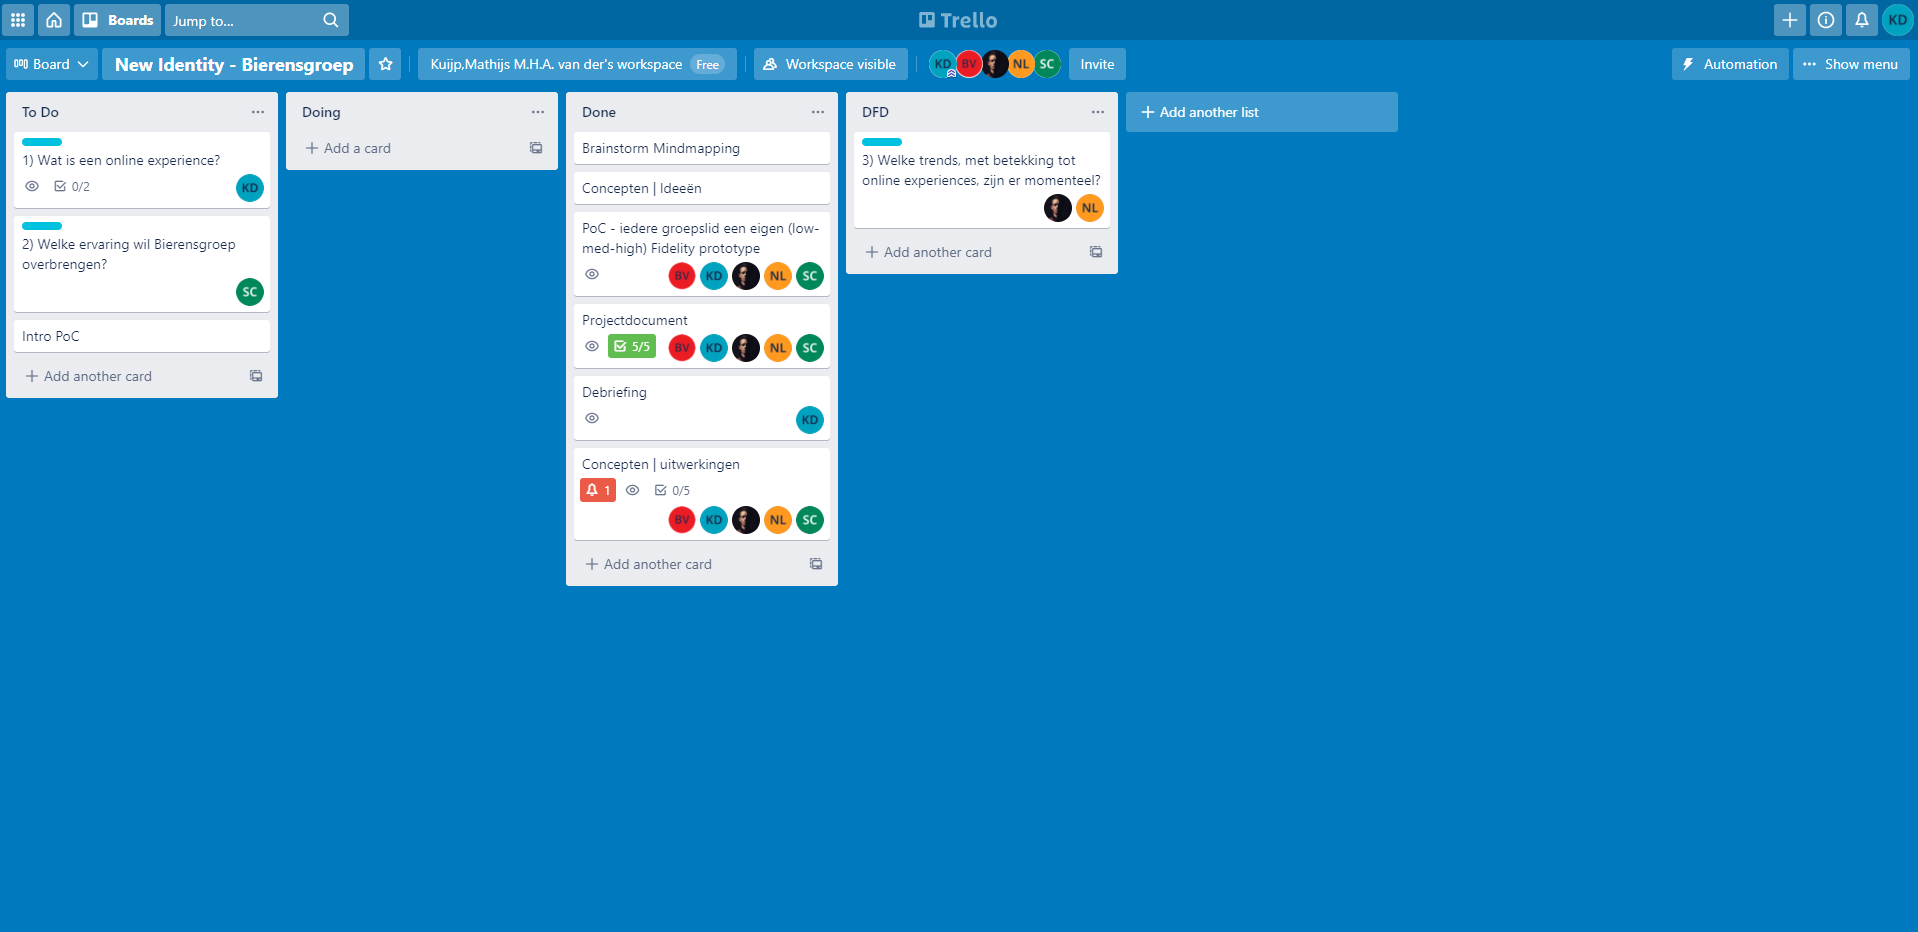 Boards
Jump to...
Trello
KD
Board
New Identity - Bierensgroep
Kuijp,Mathijs M.H.A. van der's workspace Free
Workspace visible
KD BV NL SC
Invite
Automation
Show menu
To Do
1) Wat is een online experience?
0/2
KD
2) Welke ervaring wil Bierensgroep
overbrengen?
SC
Intro PoC
Add another card
Doing
Add a card
Done
Brainstorm Mindmapping
Concepten | Ideeën
PoC - iedere groepslid een eigen (low-
med-high) Fidelity prototype
BV KD NL SC
Projectdocument
5/5 BV KD NL SC
Debriefing
KD
Concepten | uitwerkingen
1 0/5
BV KD NL SC
Add another card
DFD
3) Welke trends, met betekking tot
online experiences, zijn er momenteel?
NL
Add another card
Add another list